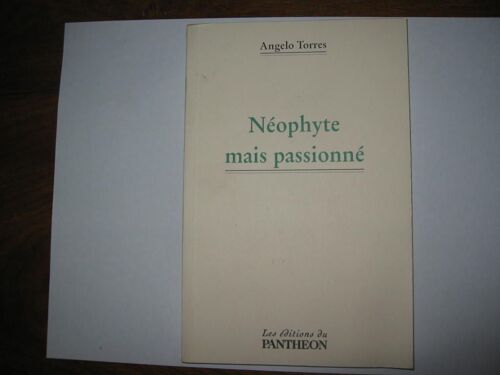 Angelo Torres
Néophyte
mais passionné
Les éditions du
PANTHEON